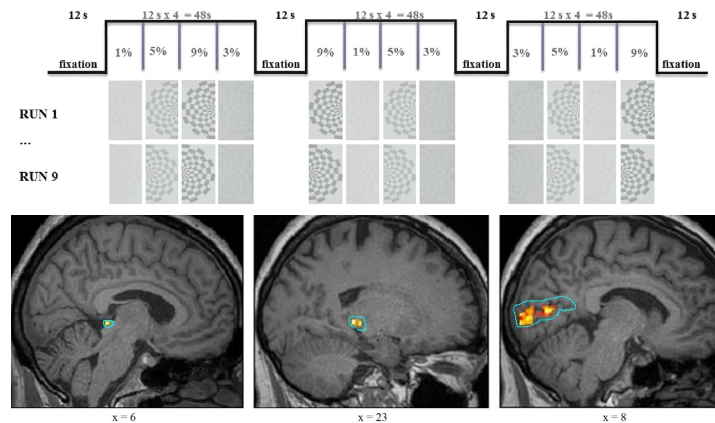 12 s 12 s x 4 = 48s 12 s 12 s x 4 = 48s 12 s 12 s x 4 = 48s 12 s
fixation 1% 5% 9% 3% fixation 9% 1% 5% 3% fixation 3% 5% 1% 9% fixation
RUN 1
...
RUN 9
x = 6 x = 23 x = 8